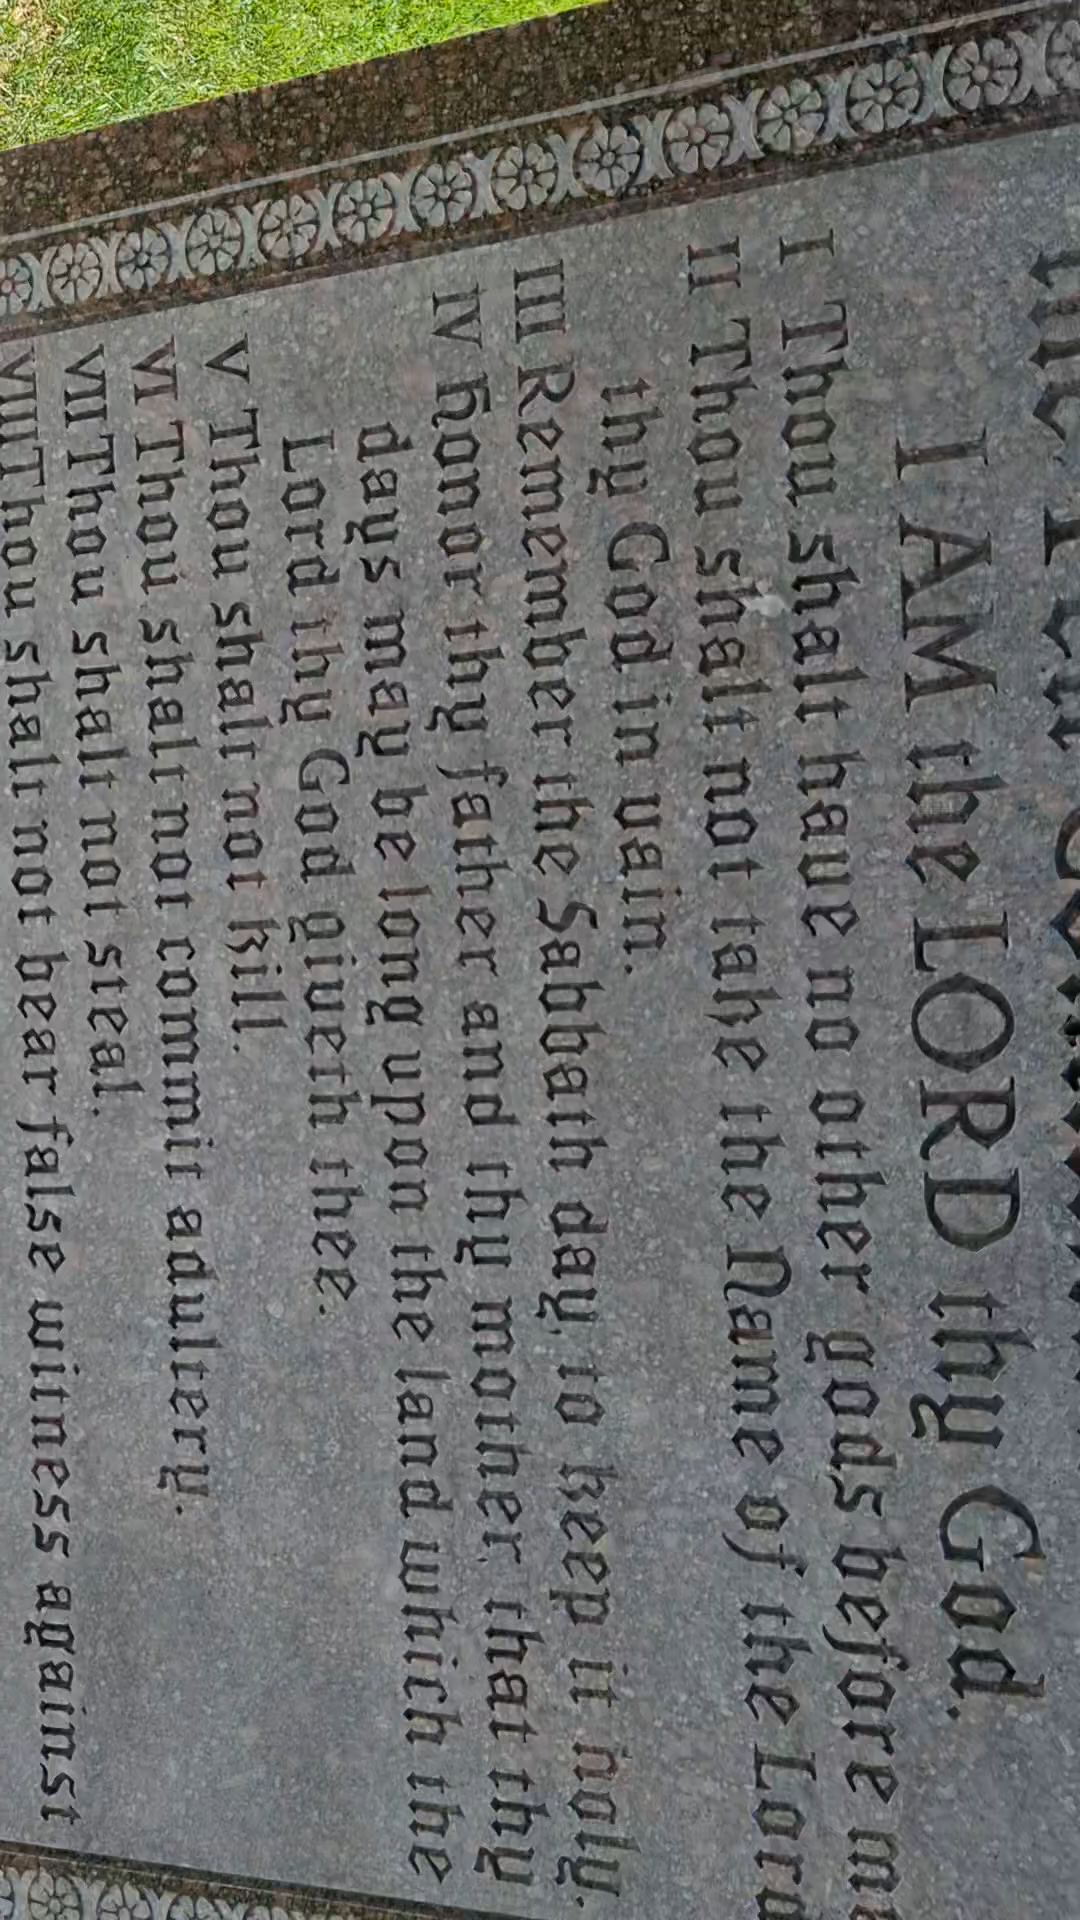 I AM the LORD thy God.
I Thou shalt have no other gods before
II Thou shalt not take the Name of the Lord
thy God in vain.
III Remember the Sabbath day, to keep it holy.
IV Honor thy father and thy mother, that thy
days may be long upon the land which the
Lord thy God giveth thee.
V Thou shalt not kill.
VI Thou shalt not commit adultery.
VII Thou shalt not steal.
VIII Thou shalt not bear false witness against